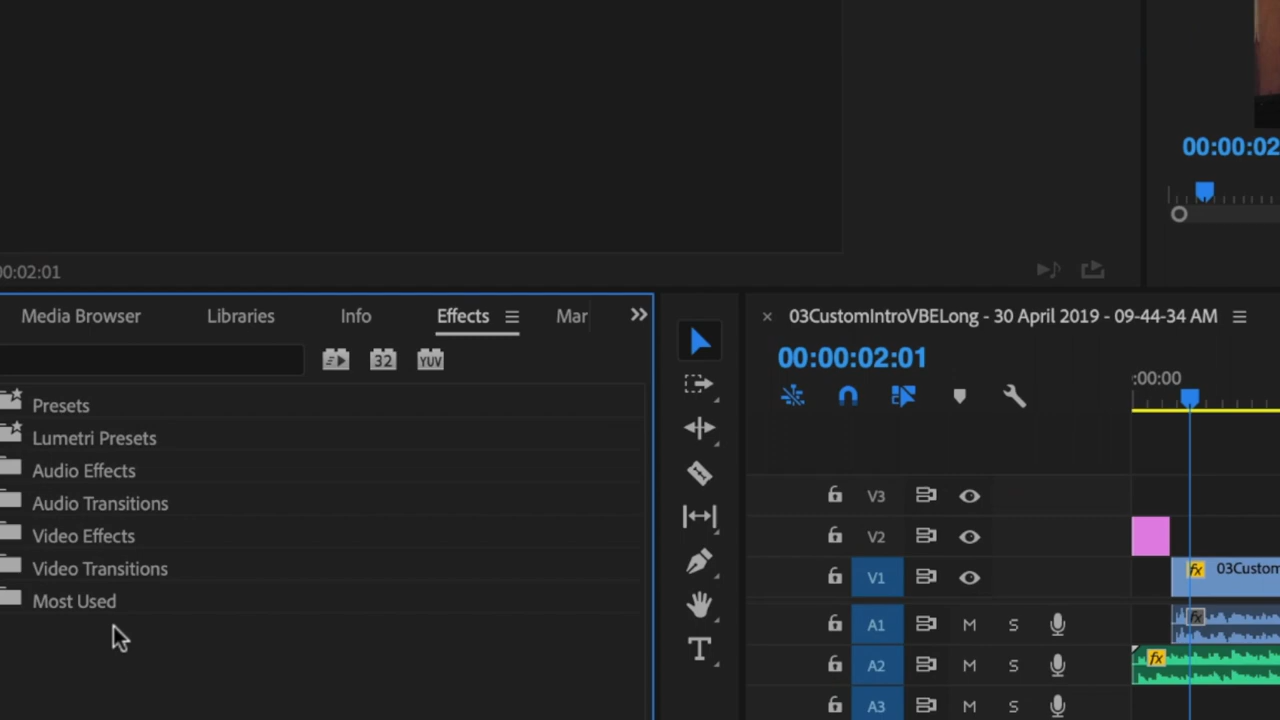 00:00:02
00:02:01
Media Browser Libraries Info Effects Mar
03CustomIntroVBELong - 30 April 2019 - 09-44-34 AM
32 YUV
00:00:02:01
:00:00
Presets
Lumetri Presets
Audio Effects
Audio Transitions
Video Effects
Video Transitions
Most Used
V3
V2
V1
fx 03Custom
A1 M S
fx
A2 M S
fx
A3 M S
T